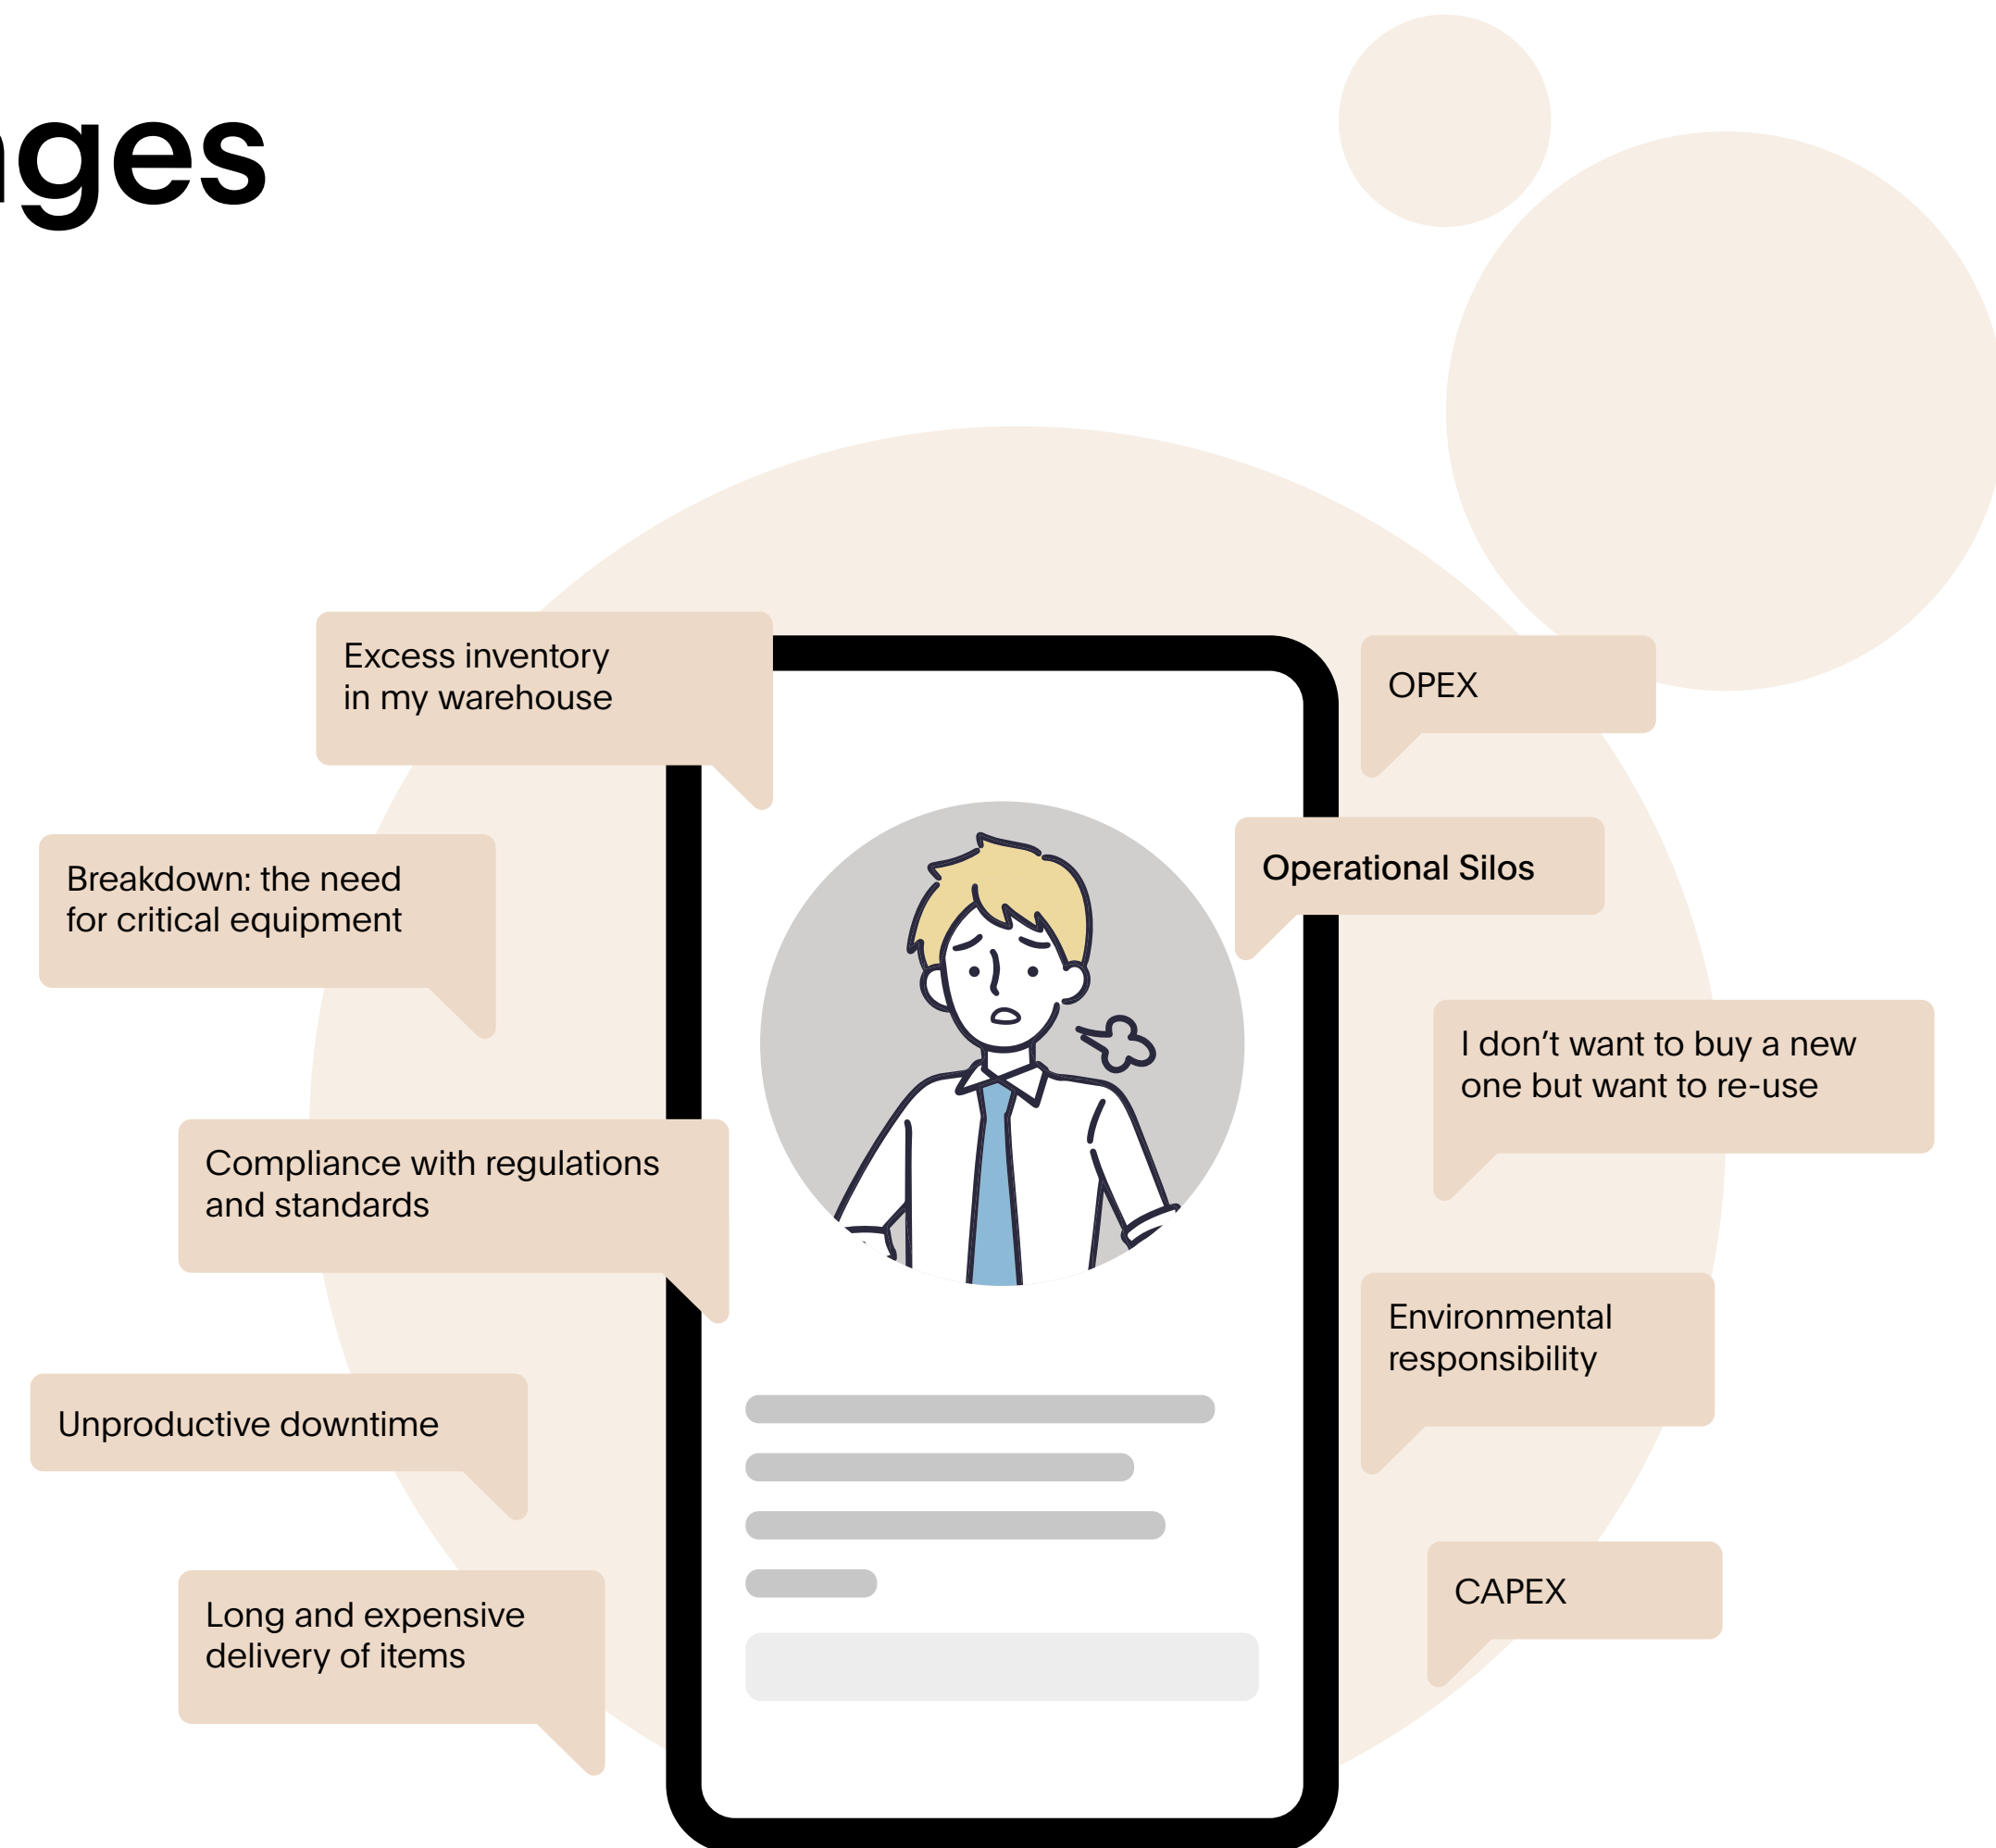 nges
Excess inventory
in my warehouse
OPEX
Breakdown: the need
for critical equipment
Operational Silos
I don’t want to buy a new
one but want to re-use
Compliance with regulations
and standards
Environmental
responsibility
Unproductive downtime
CAPEX
Long and expensive
delivery of items